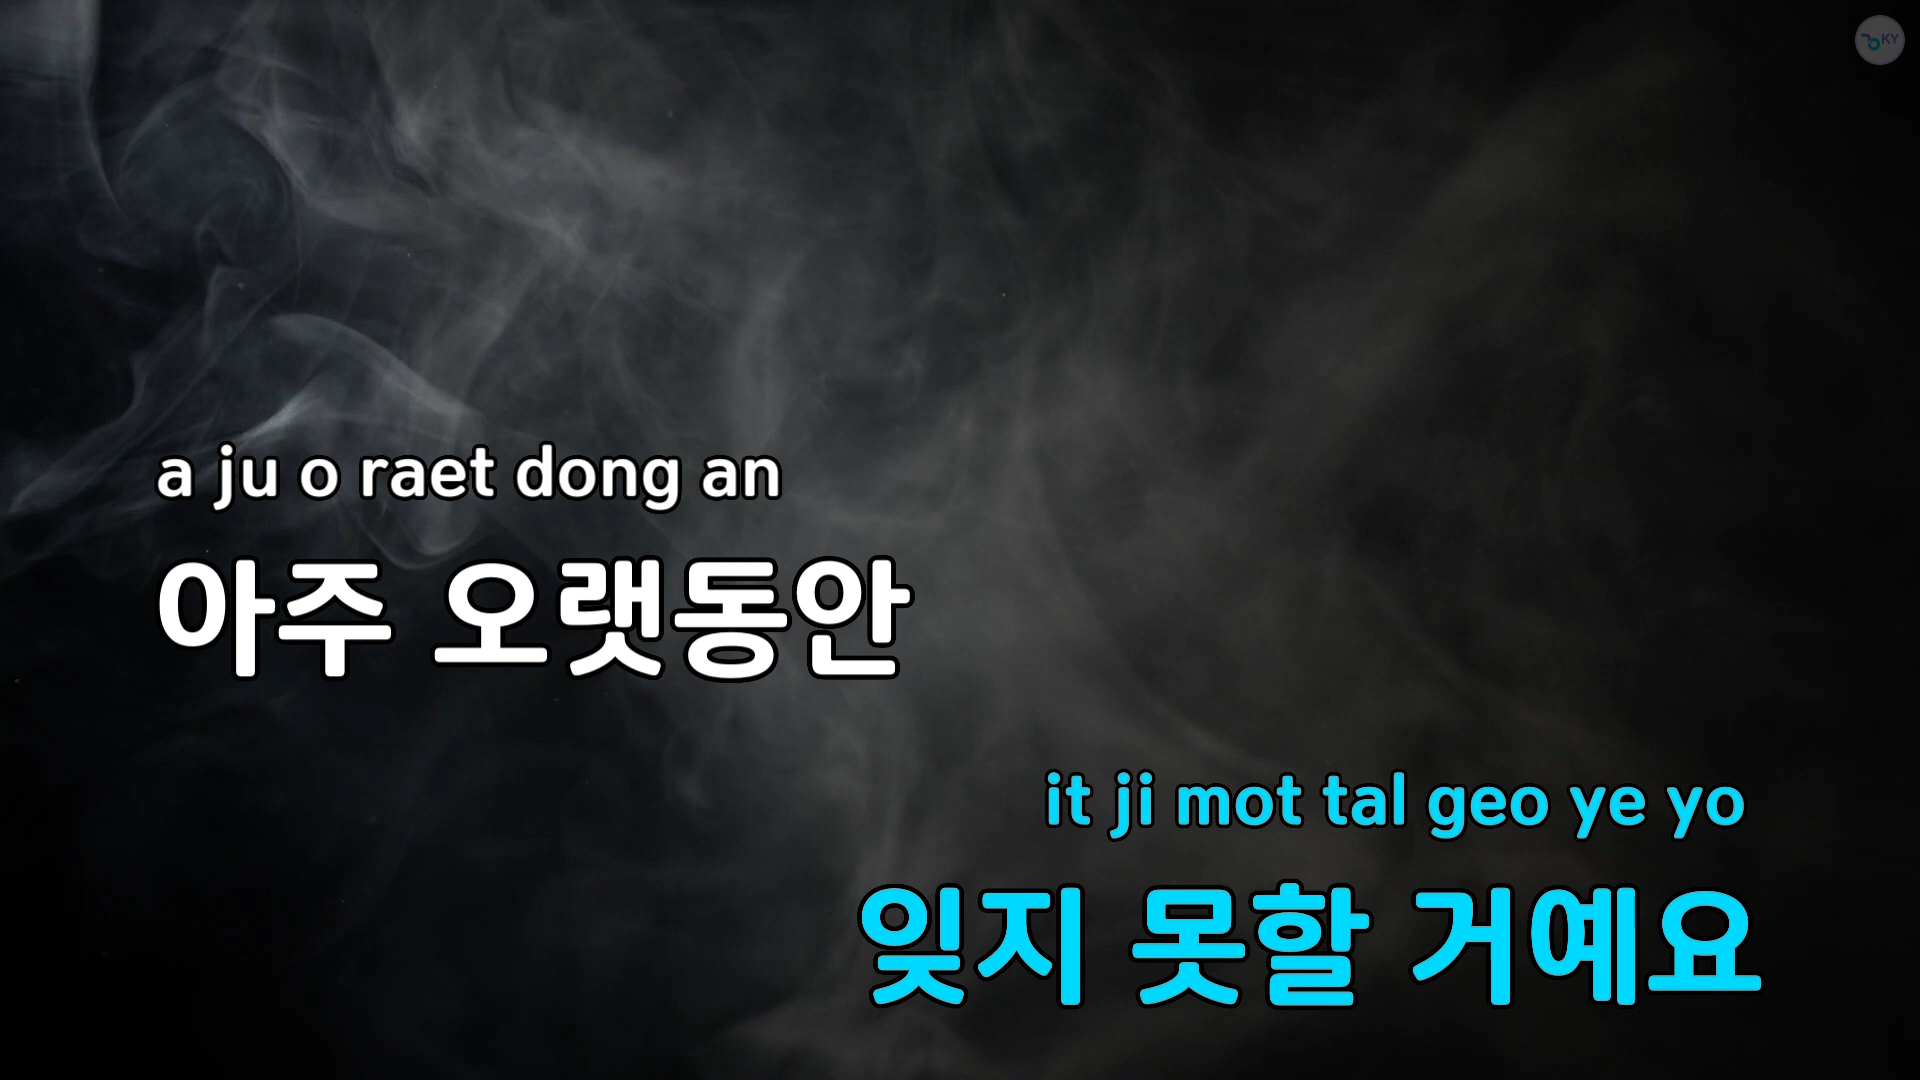 KY
a ju o raet dong an
아주 오랫동안
it ji mot tal geo ye yo
잊지 못할 거예요